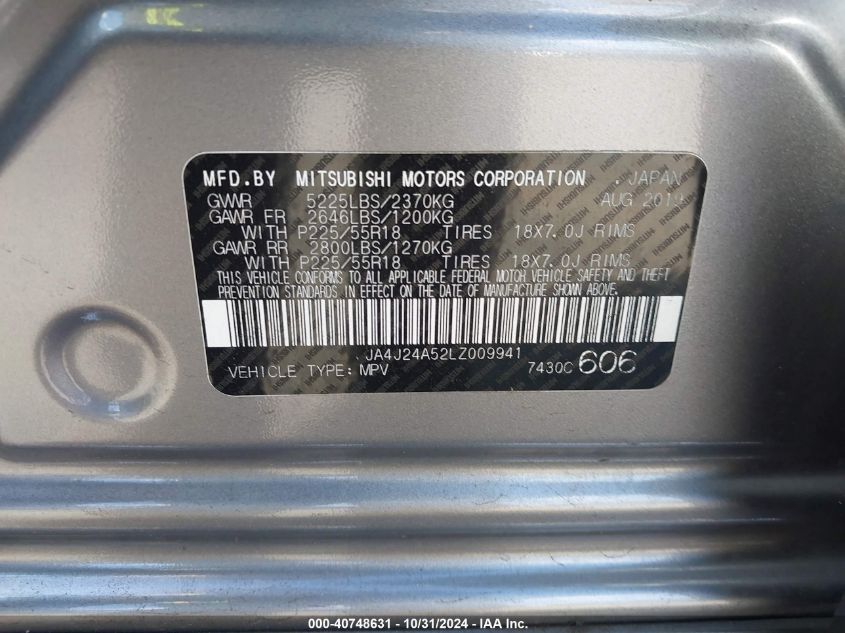 MFD.BY MITSUBISHI MOTORS CORPORATION . JAPAN
GVWR 5225LBS/2370KG AUG 2019
GAWR FR 2646LBS/1200KG
WITH P225/55R18 TIRES 18X7.0J RIMS
GAWR RR 2800LBS/1270KG
WITH P225/55R18 TIRES 18X7.0J RIMS
THIS VEHICLE CONFORMS TO ALL APPLICABLE FEDERAL MOTOR VEHICLE SAFETY AND THEFT
PREVENTION STANDARDS IN EFFECT ON THE DATE OF MANUFACTURE SHOWN ABOVE.
JA4J24A52LZ009941
VEHICLE TYPE: MPV 7430C 606
000-40748631 - 10/31/2024 - IAA Inc.